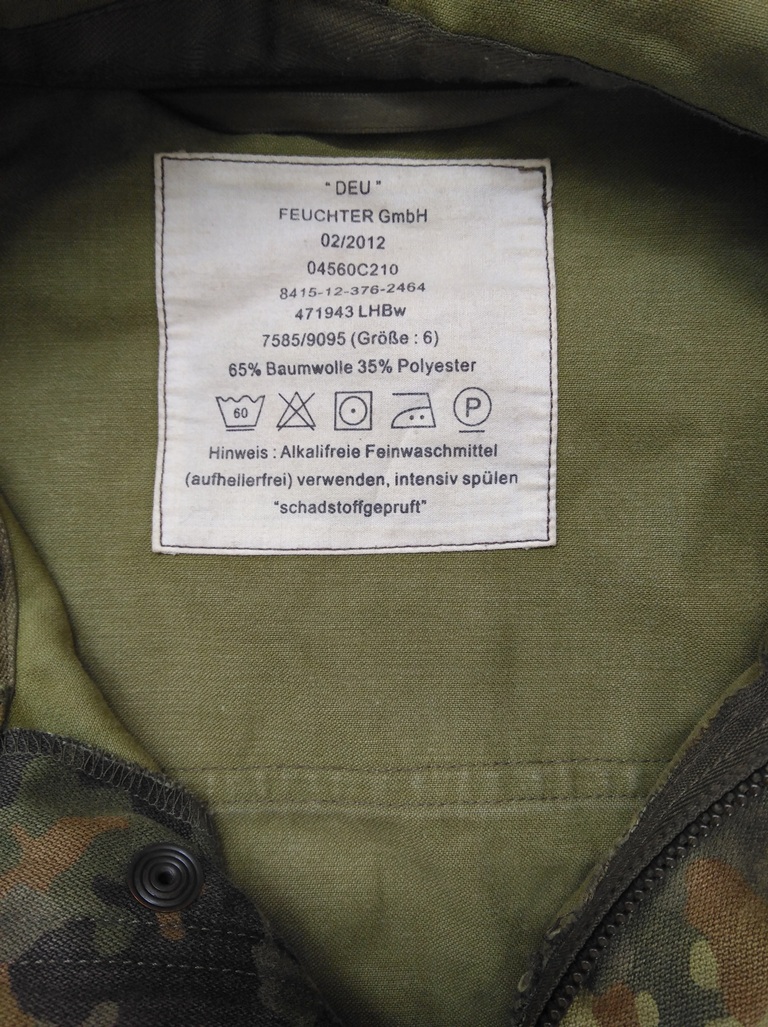 " DEU "
FEUCHTER GmbH
02/2012
04560C210
8415-12-376-2464
471943 LHBw
7585/9095 (Größe : 6)
65% Baumwolle 35% Polyester
60 P
Hinweis : Alkalifreie Feinwaschmittel
(aufhellerfrei) verwenden, intensiv spülen
"schadstoffgepruft"